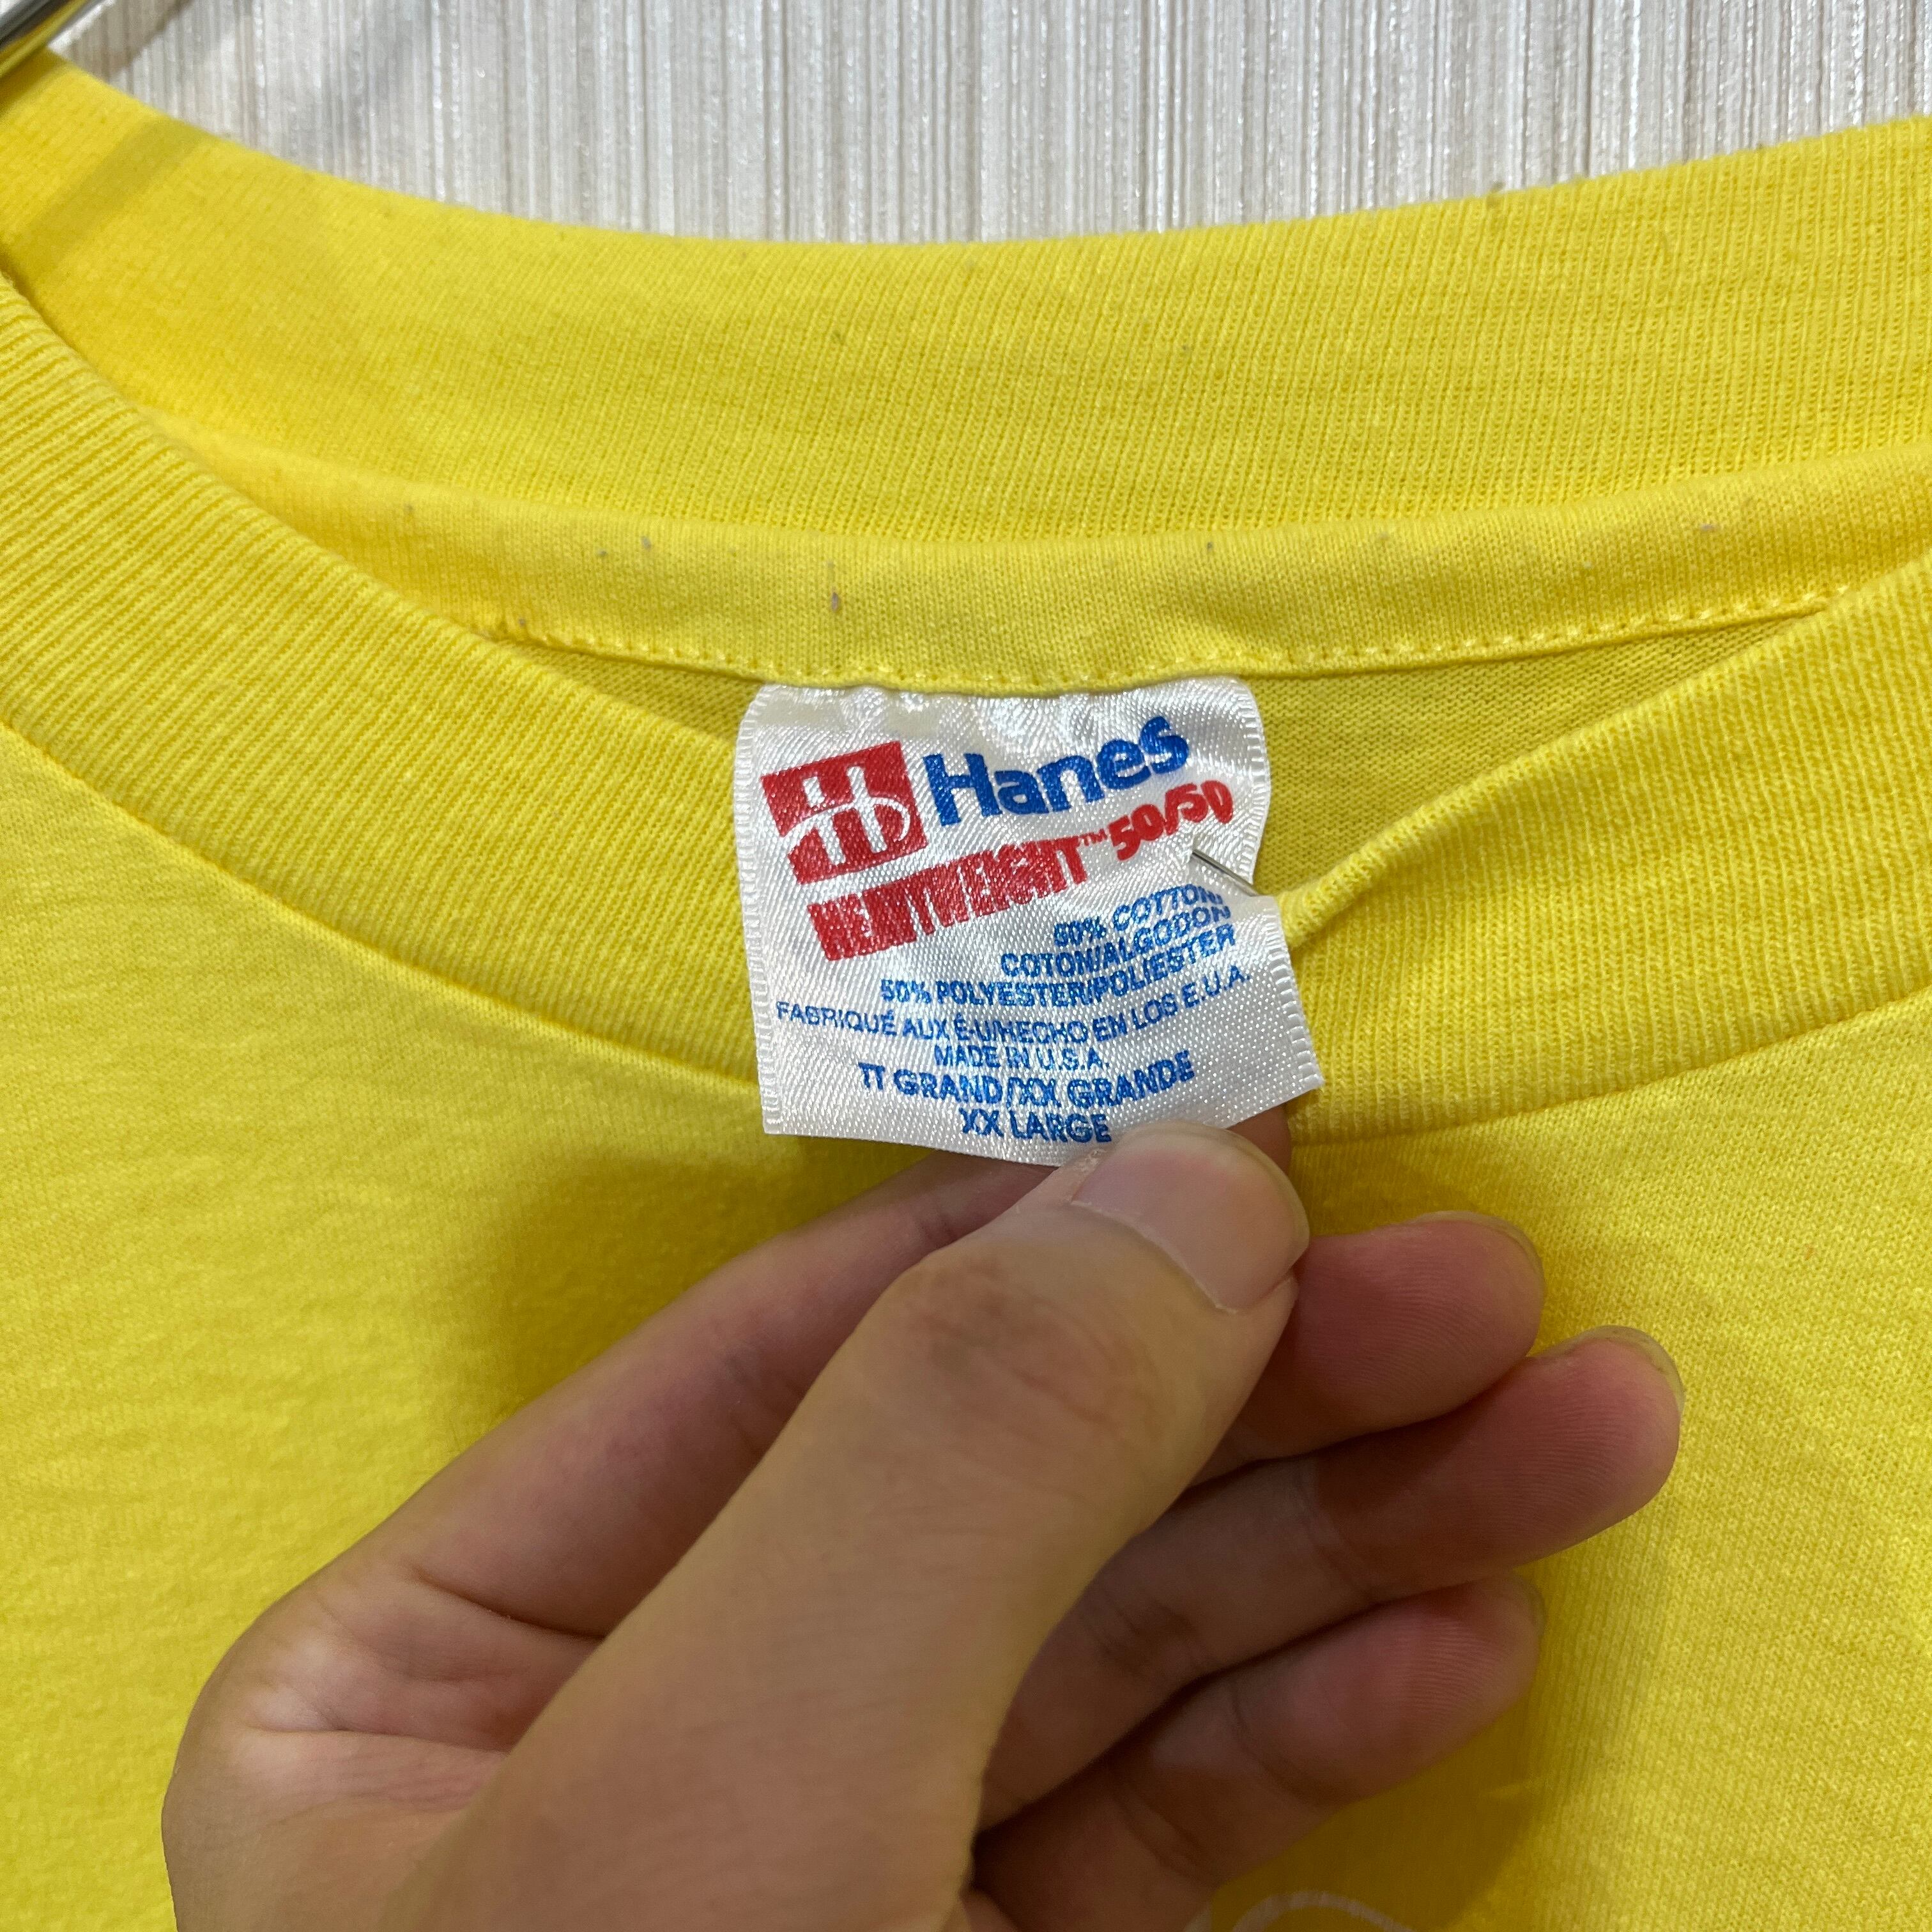 Hanes
HEAVYWEIGHT™ 50/50
50% COTTON/
COTON/ALGODON
50% POLYESTER/POLIESTER
FABRIQUÉ AUX É-U/HECHO EN LOS E.U.A.
MADE IN U.S.A.
TT GRAND/XX GRANDE
XX LARGE